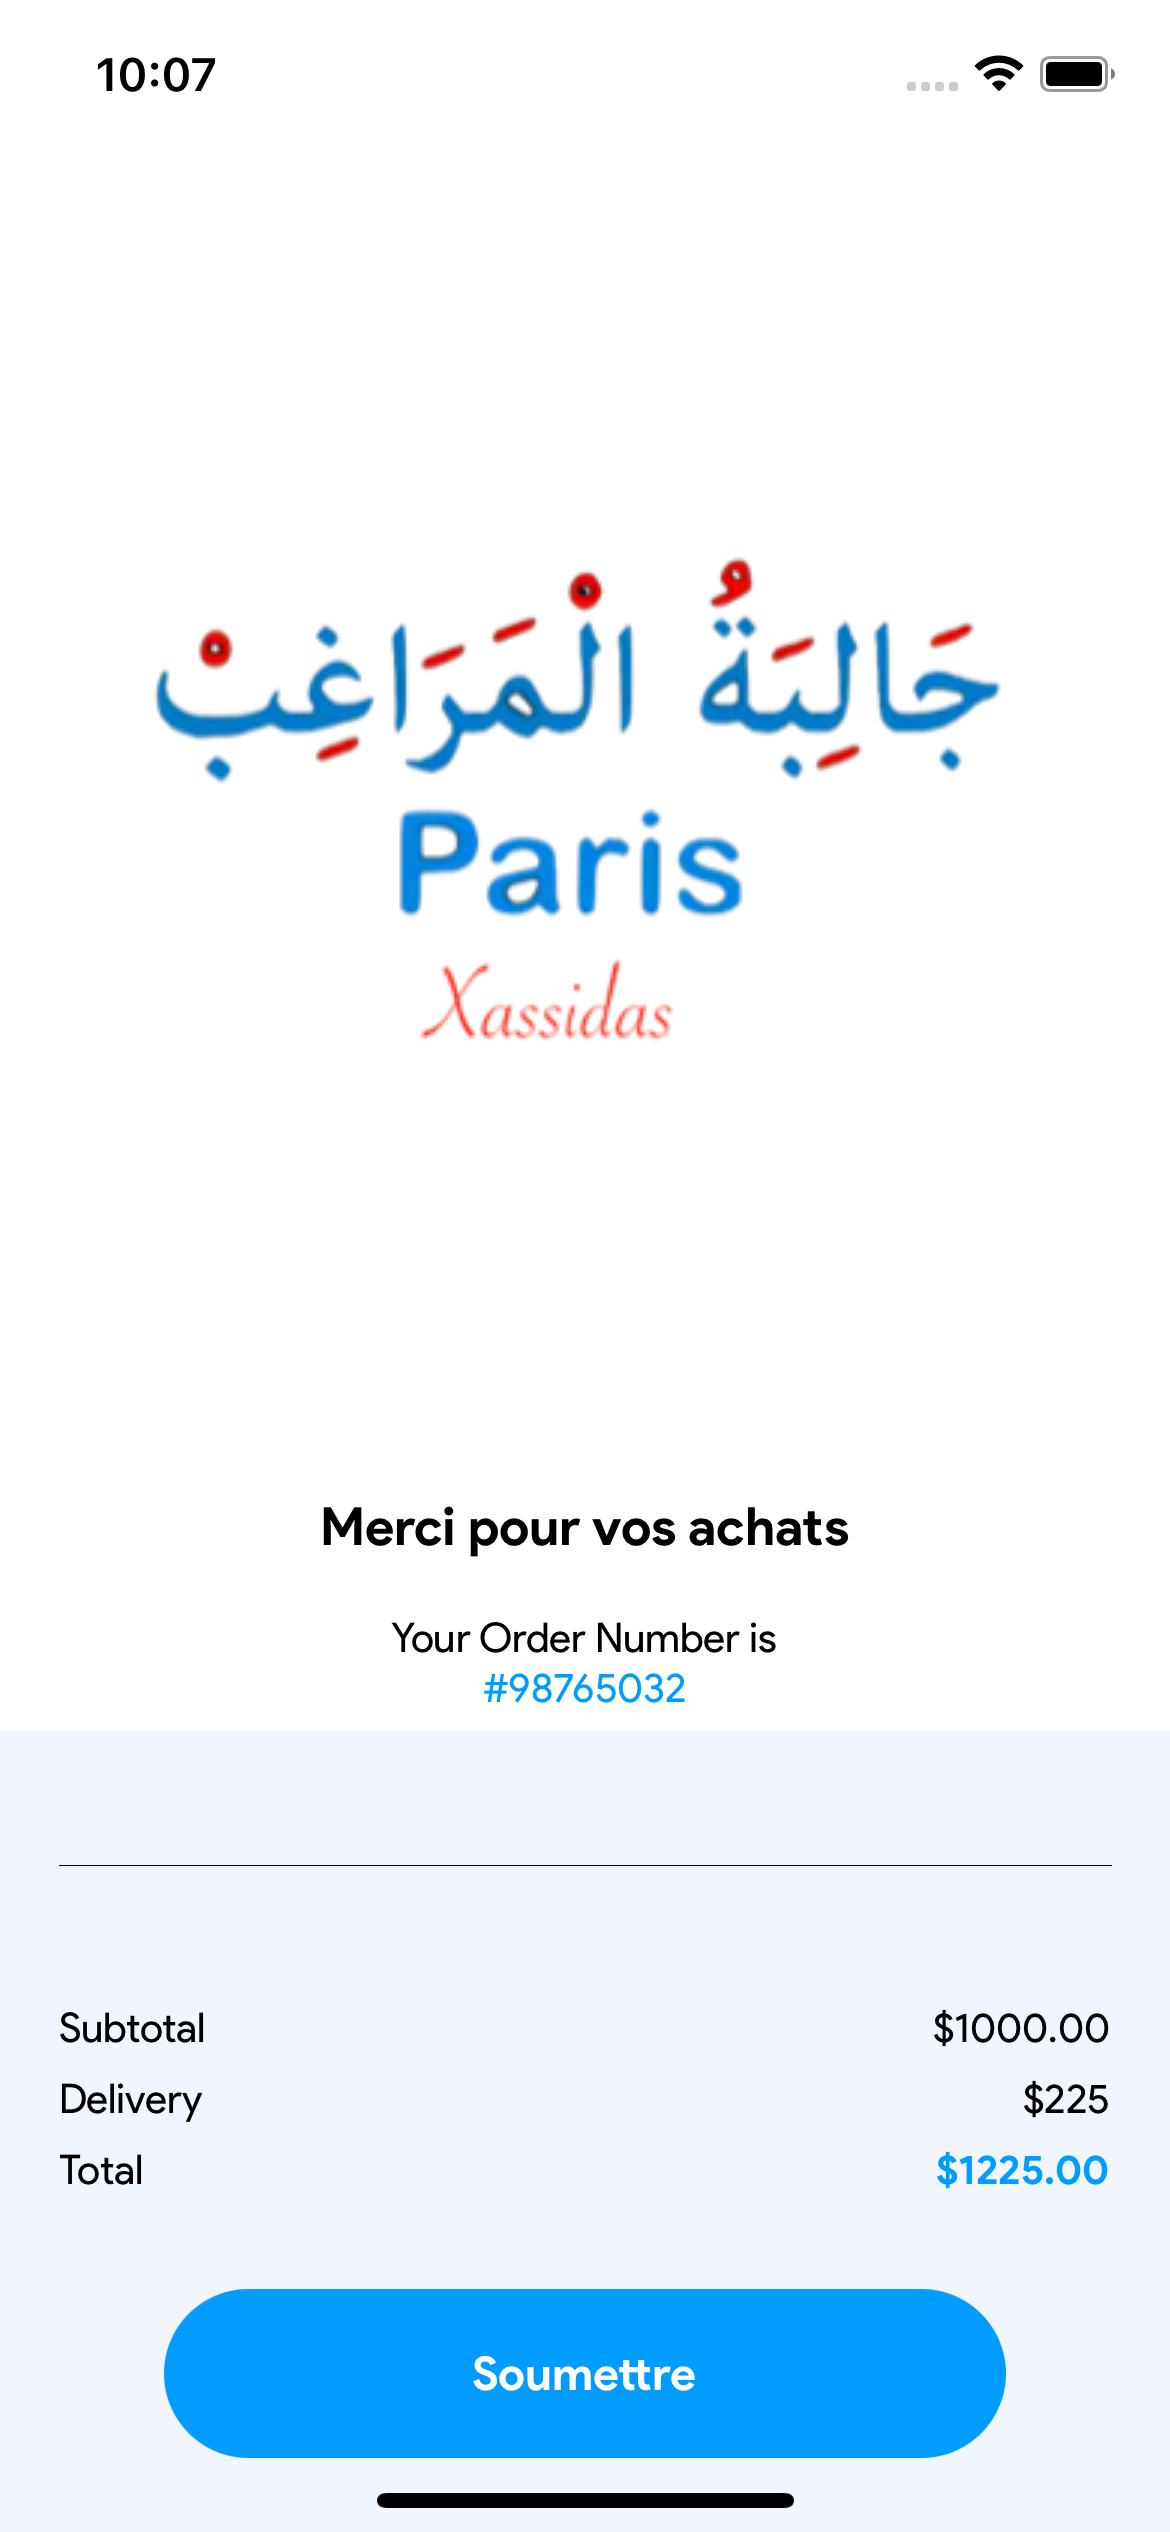 10:07
جَالِبَةُ الْمَرَاغِبْ
Paris
Xassidas
Merci pour vos achats
Your Order Number is
#98765032
Subtotal $1000.00
Delivery $225
Total $1225.00
Soumettre